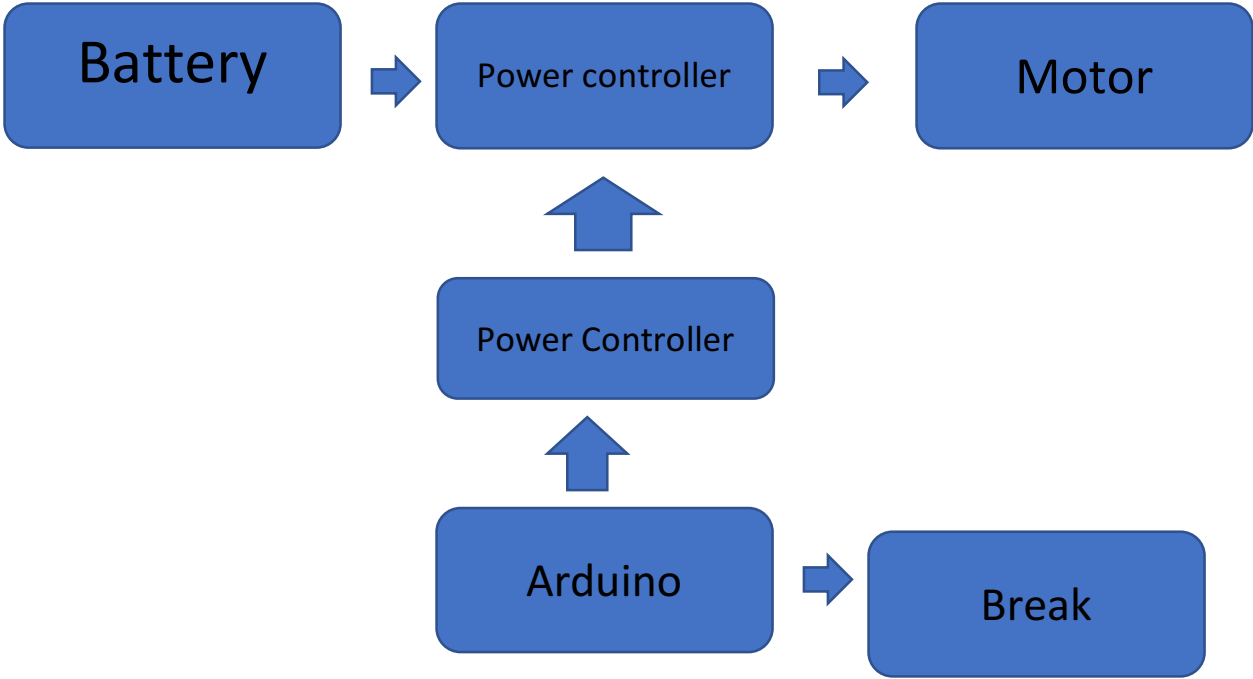 Battery
Power controller
Motor
Power Controller
Arduino
Break